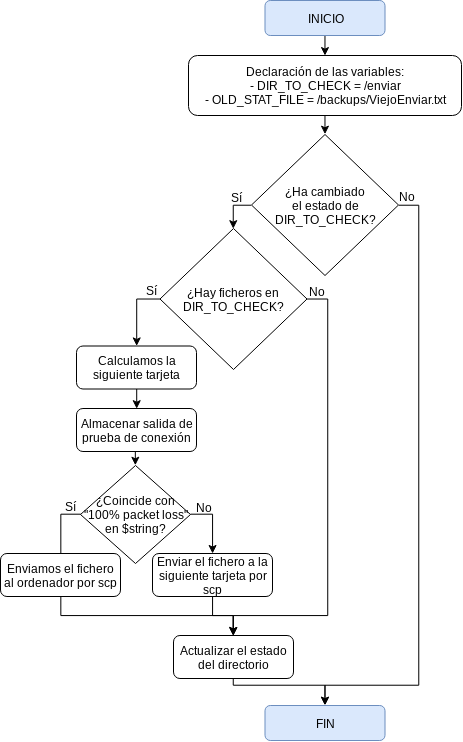 INICIO
Declaración de las variables:
- DIR_TO_CHECK = /enviar
- OLD_STAT_FILE = /backups/ViejoEnviar.txt
¿Ha cambiado
el estado de
DIR_TO_CHECK?
Sí
No
¿Hay ficheros en
DIR_TO_CHECK?
Sí
No
Calculamos la
siguiente tarjeta
Almacenar salida de
prueba de conexión
¿Coincide con
"100% packet loss"
en $string?
Sí
No
Enviamos el fichero
al ordenador por scp
Enviar el fichero a la
siguiente tarjeta por
scp
Actualizar el estado
del directorio
FIN